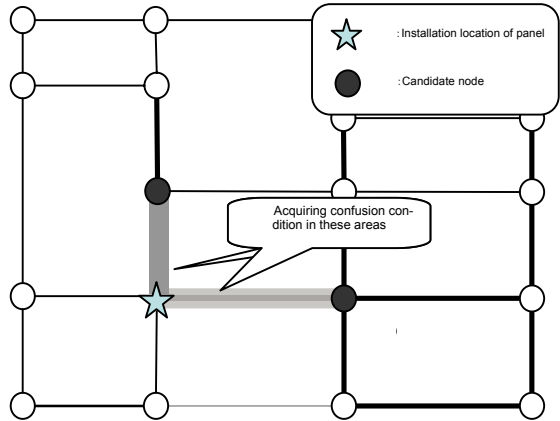 :Installation location of panel
:Candidate node
Acquiring confusion con-
dition in these areas